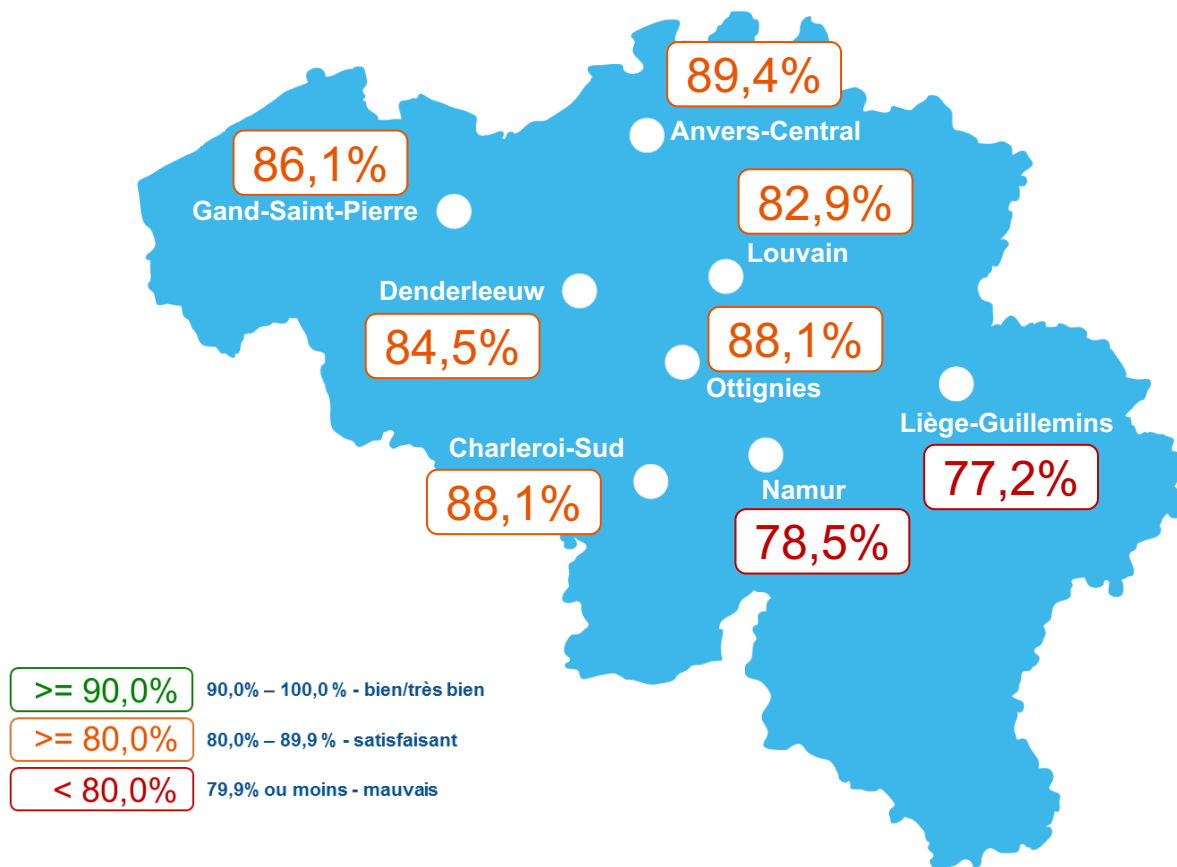 89,4%
Anvers-Central
86,1%
Gand-Saint-Pierre
82,9%
Louvain
Denderleeuw
84,5%
88,1%
Ottignies
Liège-Guillemins
77,2%
Charleroi-Sud
88,1%
Namur
78,5%
>= 90,0% 90,0% – 100,0 % - bien/très bien
>= 80,0% 80,0% – 89,9 % - satisfaisant
< 80,0% 79,9% ou moins - mauvais